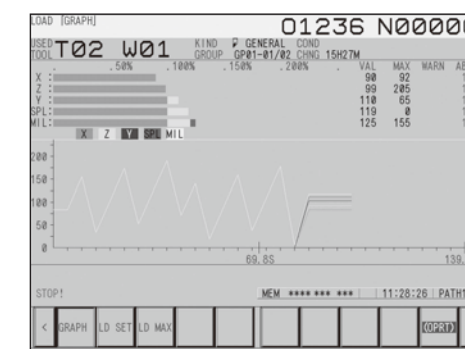 LOAD [GRAPH]
O1236 N0000
USED TOOL T02 W01 KIND GENERAL COND
GROUP GP01-01/02 CHNG 15H27M
. 50% . 100% . 150% . 200% . VAL MAX WARN
X : 90 92
Z : 99 205
Y : 110 65
SPL: 119 0
MIL: 125 155
X Z Y SPL MIL
200
150
100
50
0
69.8S 139.
STOP! MEM **** *** *** 11:28:26 PATH1
< GRAPH LD SET LD MAX (OPRT)